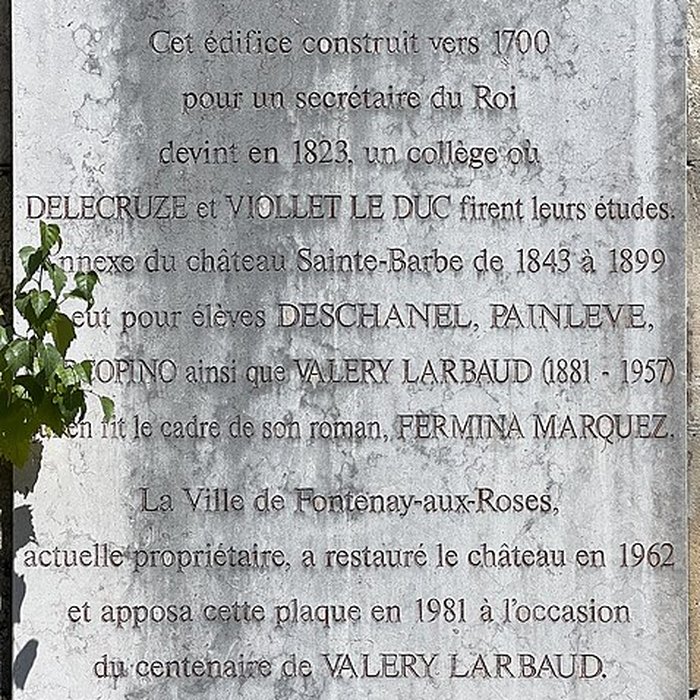 Cet édifice construit vers 1700
pour un secrétaire du Roi
devint en 1823, un collège où
DELECRUZE et VIOLLET LE DUC firent leurs études.
Annexe du château Sainte-Barbe de 1843 à 1899
eut pour élèves DESCHANEL, PAINLEVE,
ainsi que VALERY LARBAUD (1881 - 1957)
en fit le cadre de son roman, FERMINA MARQUEZ.
La Ville de Fontenay-aux-Roses,
actuelle propriétaire, a restauré le château en 1962
et apposa cette plaque en 1981 à l'occasion
du centenaire de VALERY LARBAUD.